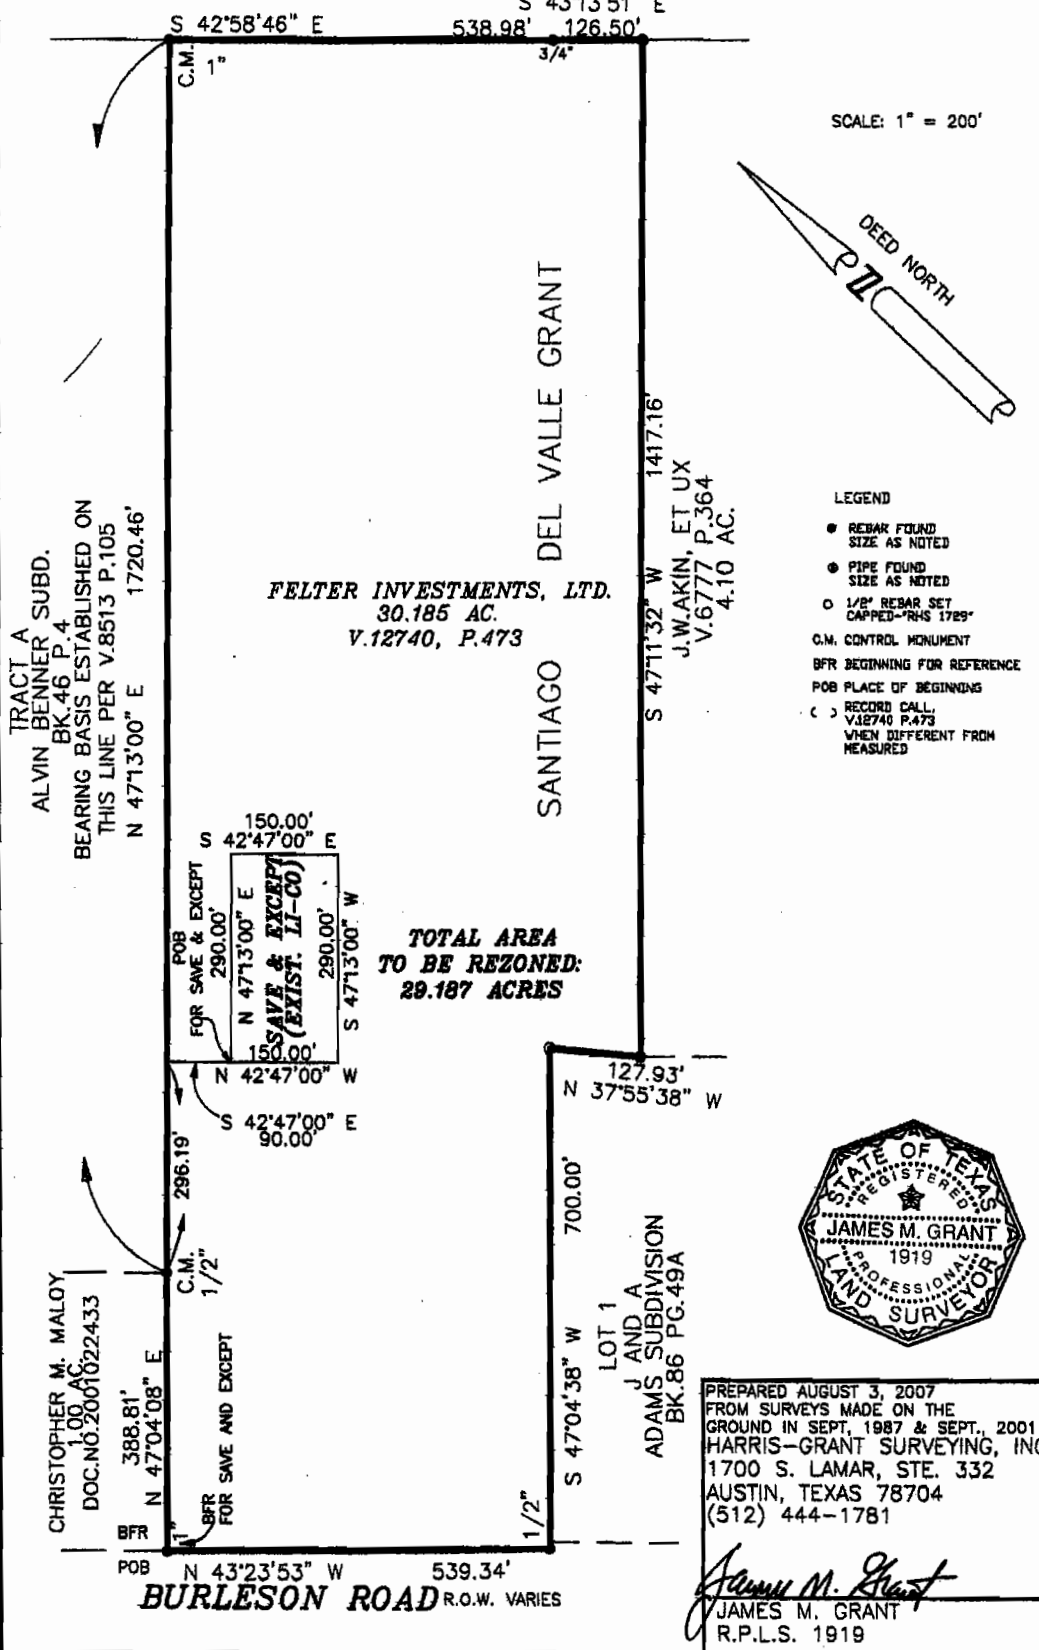 S 43°13'51" E
S 42°58'46" E
538.98'
126.50'
C.M.
1"
3/4"
SCALE: 1" = 200'
DEED NORTH
SANTIAGO DEL VALLE GRANT
1417.16'
S 47°11'32" W
J.W.AKIN, ET UX
V.6777 P.364
4.10 AC.
LEGEND
REBAR FOUND
SIZE AS NOTED
PIPE FOUND
SIZE AS NOTED
1/2" REBAR SET
CAPPED-"RHS 1729"
C.M. CONTROL MONUMENT
BFR BEGINNING FOR REFERENCE
POB PLACE OF BEGINNING
( ) RECORD CALL,
V.12740 P.473
WHEN DIFFERENT FROM
MEASURED
TRACT A
ALVIN BENNER SUBD.
BK.46 P.4
BEARING BASIS ESTABLISHED ON
THIS LINE PER V.8513 P.105
N 47°13'00" E 1720.46'
FELTER INVESTMENTS, LTD.
30.185 AC.
V.12740, P.473
150.00'
S 42°47'00" E
POB
FOR SAVE & EXCEPT
290.00'
N 47°13'00" E
SAVE & EXCEPT
(EXIST. LI-CO)
290.00'
S 47°13'00" W
150.00'
N 42°47'00" W
S 42°47'00" E
90.00'
TOTAL AREA
TO BE REZONED:
29.187 ACRES
127.93'
N 37°55'38" W
296.19'
C.M.
1/2"
700.00'
S 47°04'38" W
LOT 1
J AND A
ADAMS SUBDIVISION
BK.86 PG.49A
STATE OF TEXAS
REGISTERED
JAMES M. GRANT
1919
PROFESSIONAL
LAND SURVEYOR
CHRISTOPHER M. MALOY
1.00 AC.
DOC.NO.2001022433
388.81'
N 47°04'08" E
BFR
1"
BFR
FOR SAVE AND EXCEPT
1/2"
POB
N 43°23'53" W
539.34'
BURLESON ROAD R.O.W. VARIES
PREPARED AUGUST 3, 2007
FROM SURVEYS MADE ON THE
GROUND IN SEPT, 1987 & SEPT., 2001
HARRIS-GRANT SURVEYING, INC
1700 S. LAMAR, STE. 332
AUSTIN, TEXAS 78704
(512) 444-1781
James M. Grant
JAMES M. GRANT
R.P.L.S. 1919